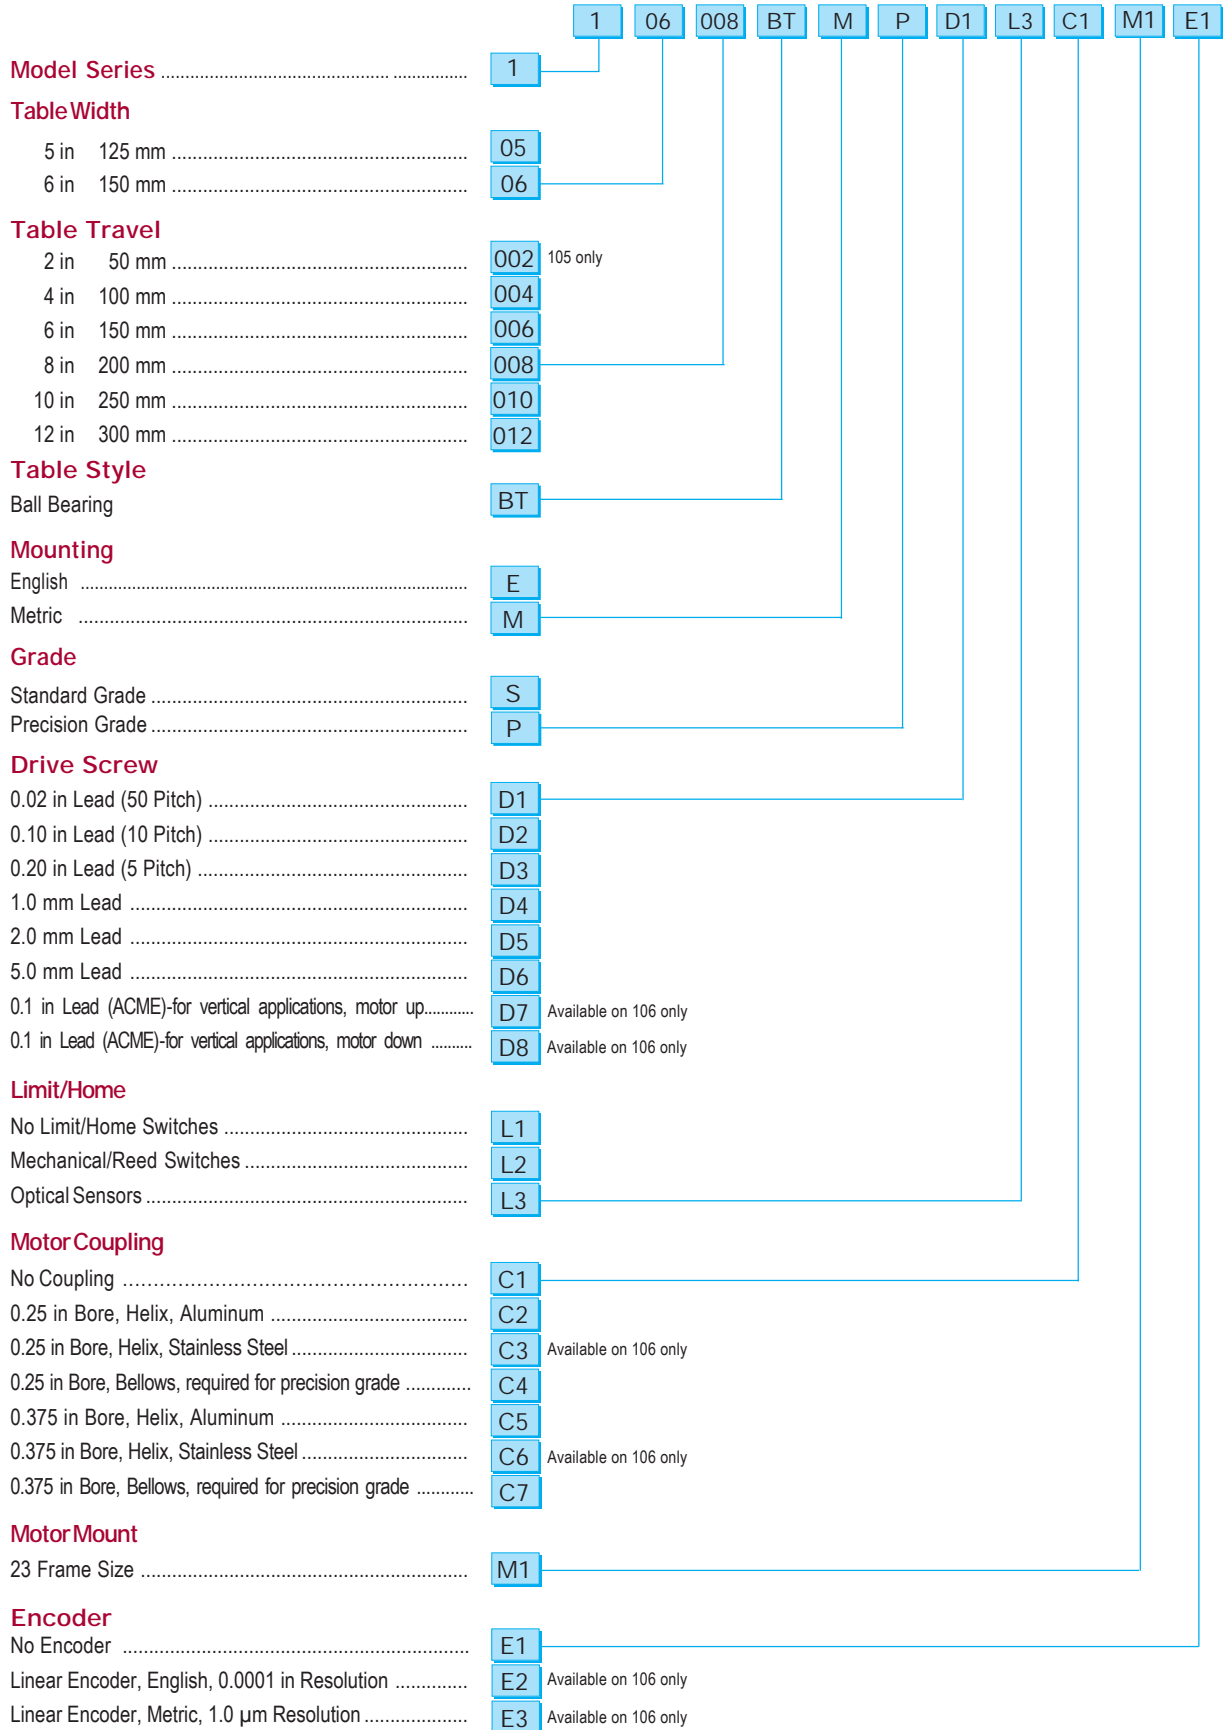 1 06 008 BT M P D1 L3 C1 M1 E1
Model Series ............................................ ................ 1
Table Width
5 in 125 mm ........................................................ 05
6 in 150 mm ........................................................ 06
Table Travel
2 in 50 mm ........................................................ 002 105 only
4 in 100 mm ........................................................ 004
6 in 150 mm ........................................................ 006
8 in 200 mm ........................................................ 008
10 in 250 mm ........................................................ 010
12 in 300 mm ........................................................ 012
Table Style
Ball Bearing BT
Mounting
English .......................................................................... E
Metric .......................................................................... M
Grade
Standard Grade ............................................................ S
Precision Grade ............................................................ P
Drive Screw
0.02 in Lead (50 Pitch) ................................................. D1
0.10 in Lead (10 Pitch) ................................................. D2
0.20 in Lead (5 Pitch) ................................................... D3
1.0 mm Lead ................................................................ D4
2.0 mm Lead ................................................................ D5
5.0 mm Lead ................................................................ D6
0.1 in Lead (ACME)-for vertical applications, motor up............ D7 Available on 106 only
0.1 in Lead (ACME)-for vertical applications, motor down .......... D8 Available on 106 only
Limit/Home
No Limit/Home Switches .............................................. L1
Mechanical/Reed Switches .......................................... L2
Optical Sensors ............................................................. L3
Motor Coupling
No Coupling .................................................. C1
0.25 in Bore, Helix, Aluminum ..................................... C2
0.25 in Bore, Helix, Stainless Steel ................................. C3 Available on 106 only
0.25 in Bore, Bellows, required for precision grade ............. C4
0.375 in Bore, Helix, Aluminum ................................... C5
0.375 in Bore, Helix, Stainless Steel ............................... C6 Available on 106 only
0.375 in Bore, Bellows, required for precision grade ............ C7
Motor Mount
23 Frame Size .............................................................. M1
Encoder
No Encoder .................................................................. E1
Linear Encoder, English, 0.0001 in Resolution .............. E2 Available on 106 only
Linear Encoder, Metric, 1.0 µm Resolution .................... E3 Available on 106 only